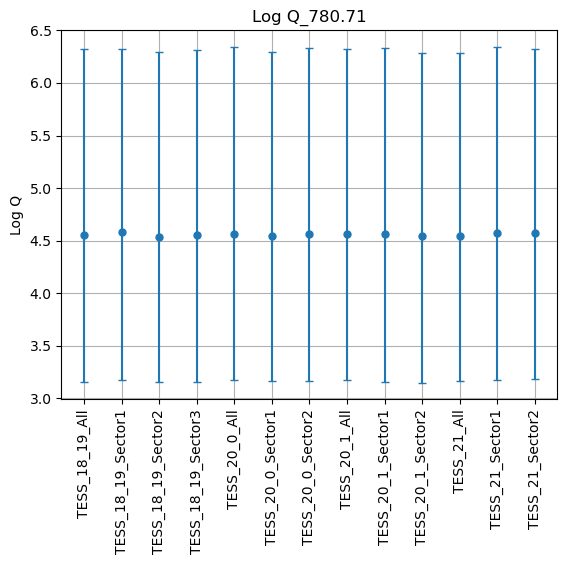 Log Q_780.71
6.5
6.0
5.5
5.0
4.5
4.0
3.5
3.0
Log Q
TESS_18_19_All
TESS_18_19_Sector1
TESS_18_19_Sector2
TESS_18_19_Sector3
TESS_20_0_All
TESS_20_0_Sector1
TESS_20_0_Sector2
TESS_20_1_All
TESS_20_1_Sector1
TESS_20_1_Sector2
TESS_21_All
TESS_21_Sector1
TESS_21_Sector2